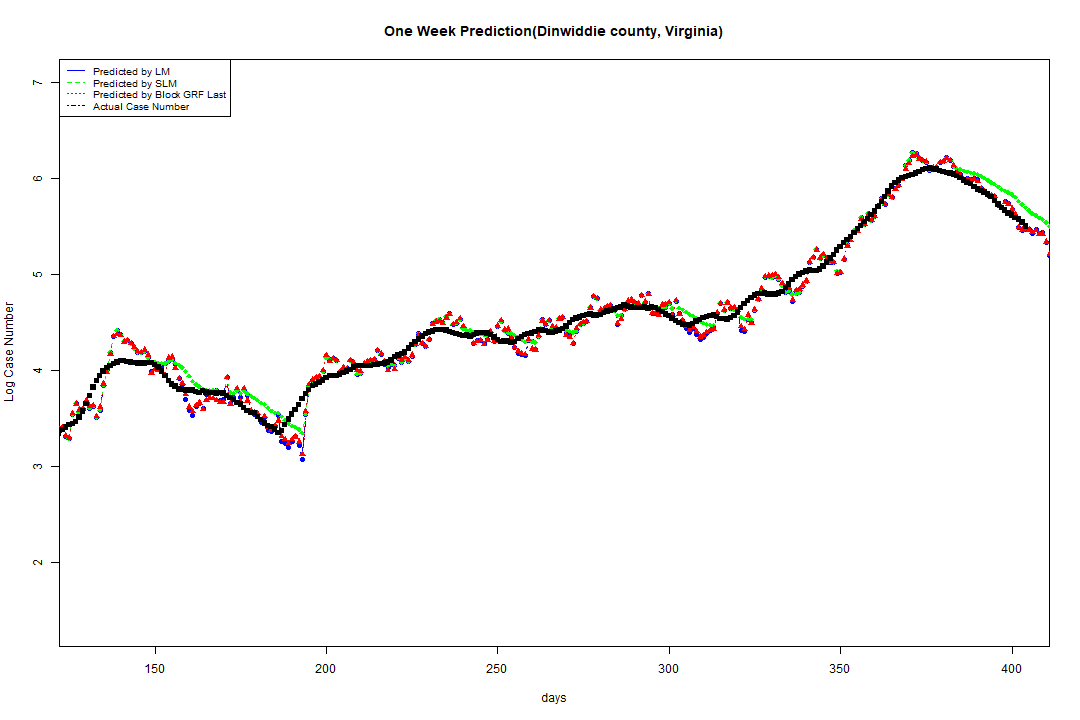 One Week Prediction(Dinwiddie county, Virginia)
Predicted by LM
Predicted by SLM
Predicted by Block GRF Last
Actual Case Number
7
6
5
4
3
2
Log Case Number
150 200 250 300 350 400
days